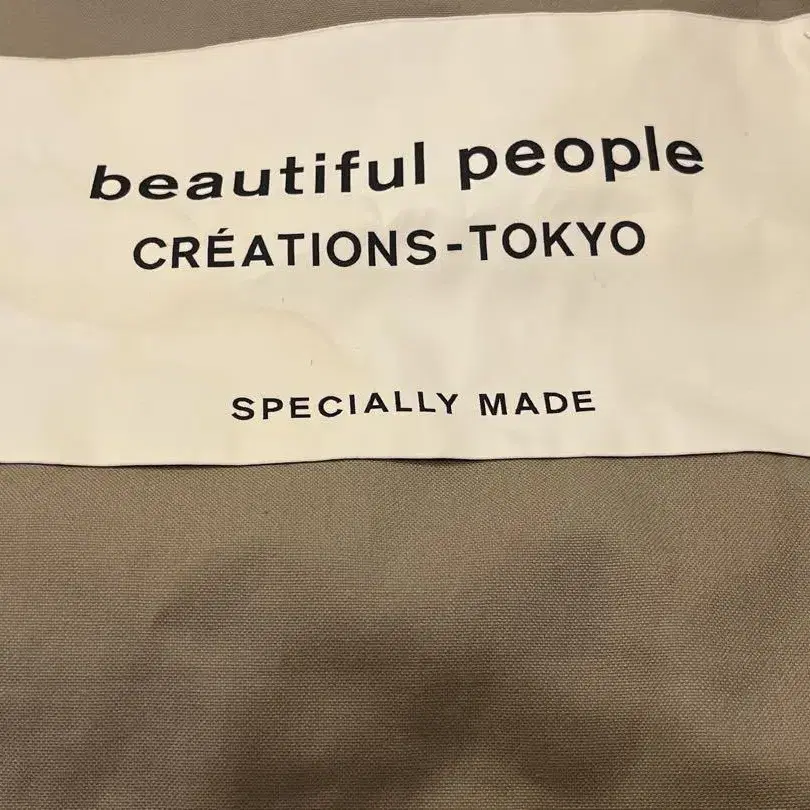 beautiful people
CRÉATIONS-TOKYO
SPECIALLY MADE